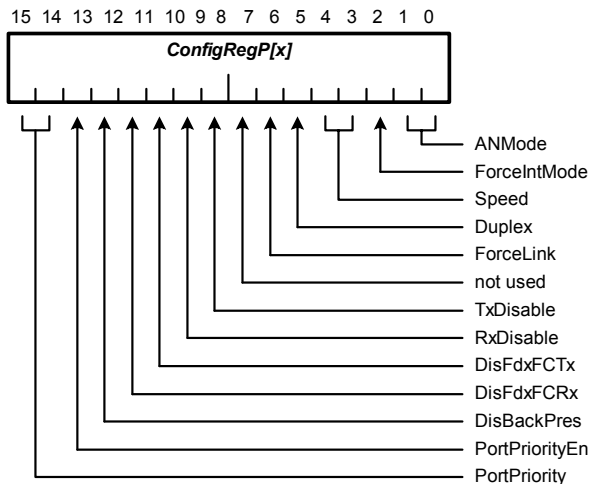 15 14 13 12 11 10 9 8 7 6 5 4 3 2 1 0
ConfigRegP[x]
ANMode
ForceIntMode
Speed
Duplex
ForceLink
not used
TxDisable
RxDisable
DisFdxFCTx
DisFdxFCRx
DisBackPres
PortPriorityEn
PortPriority